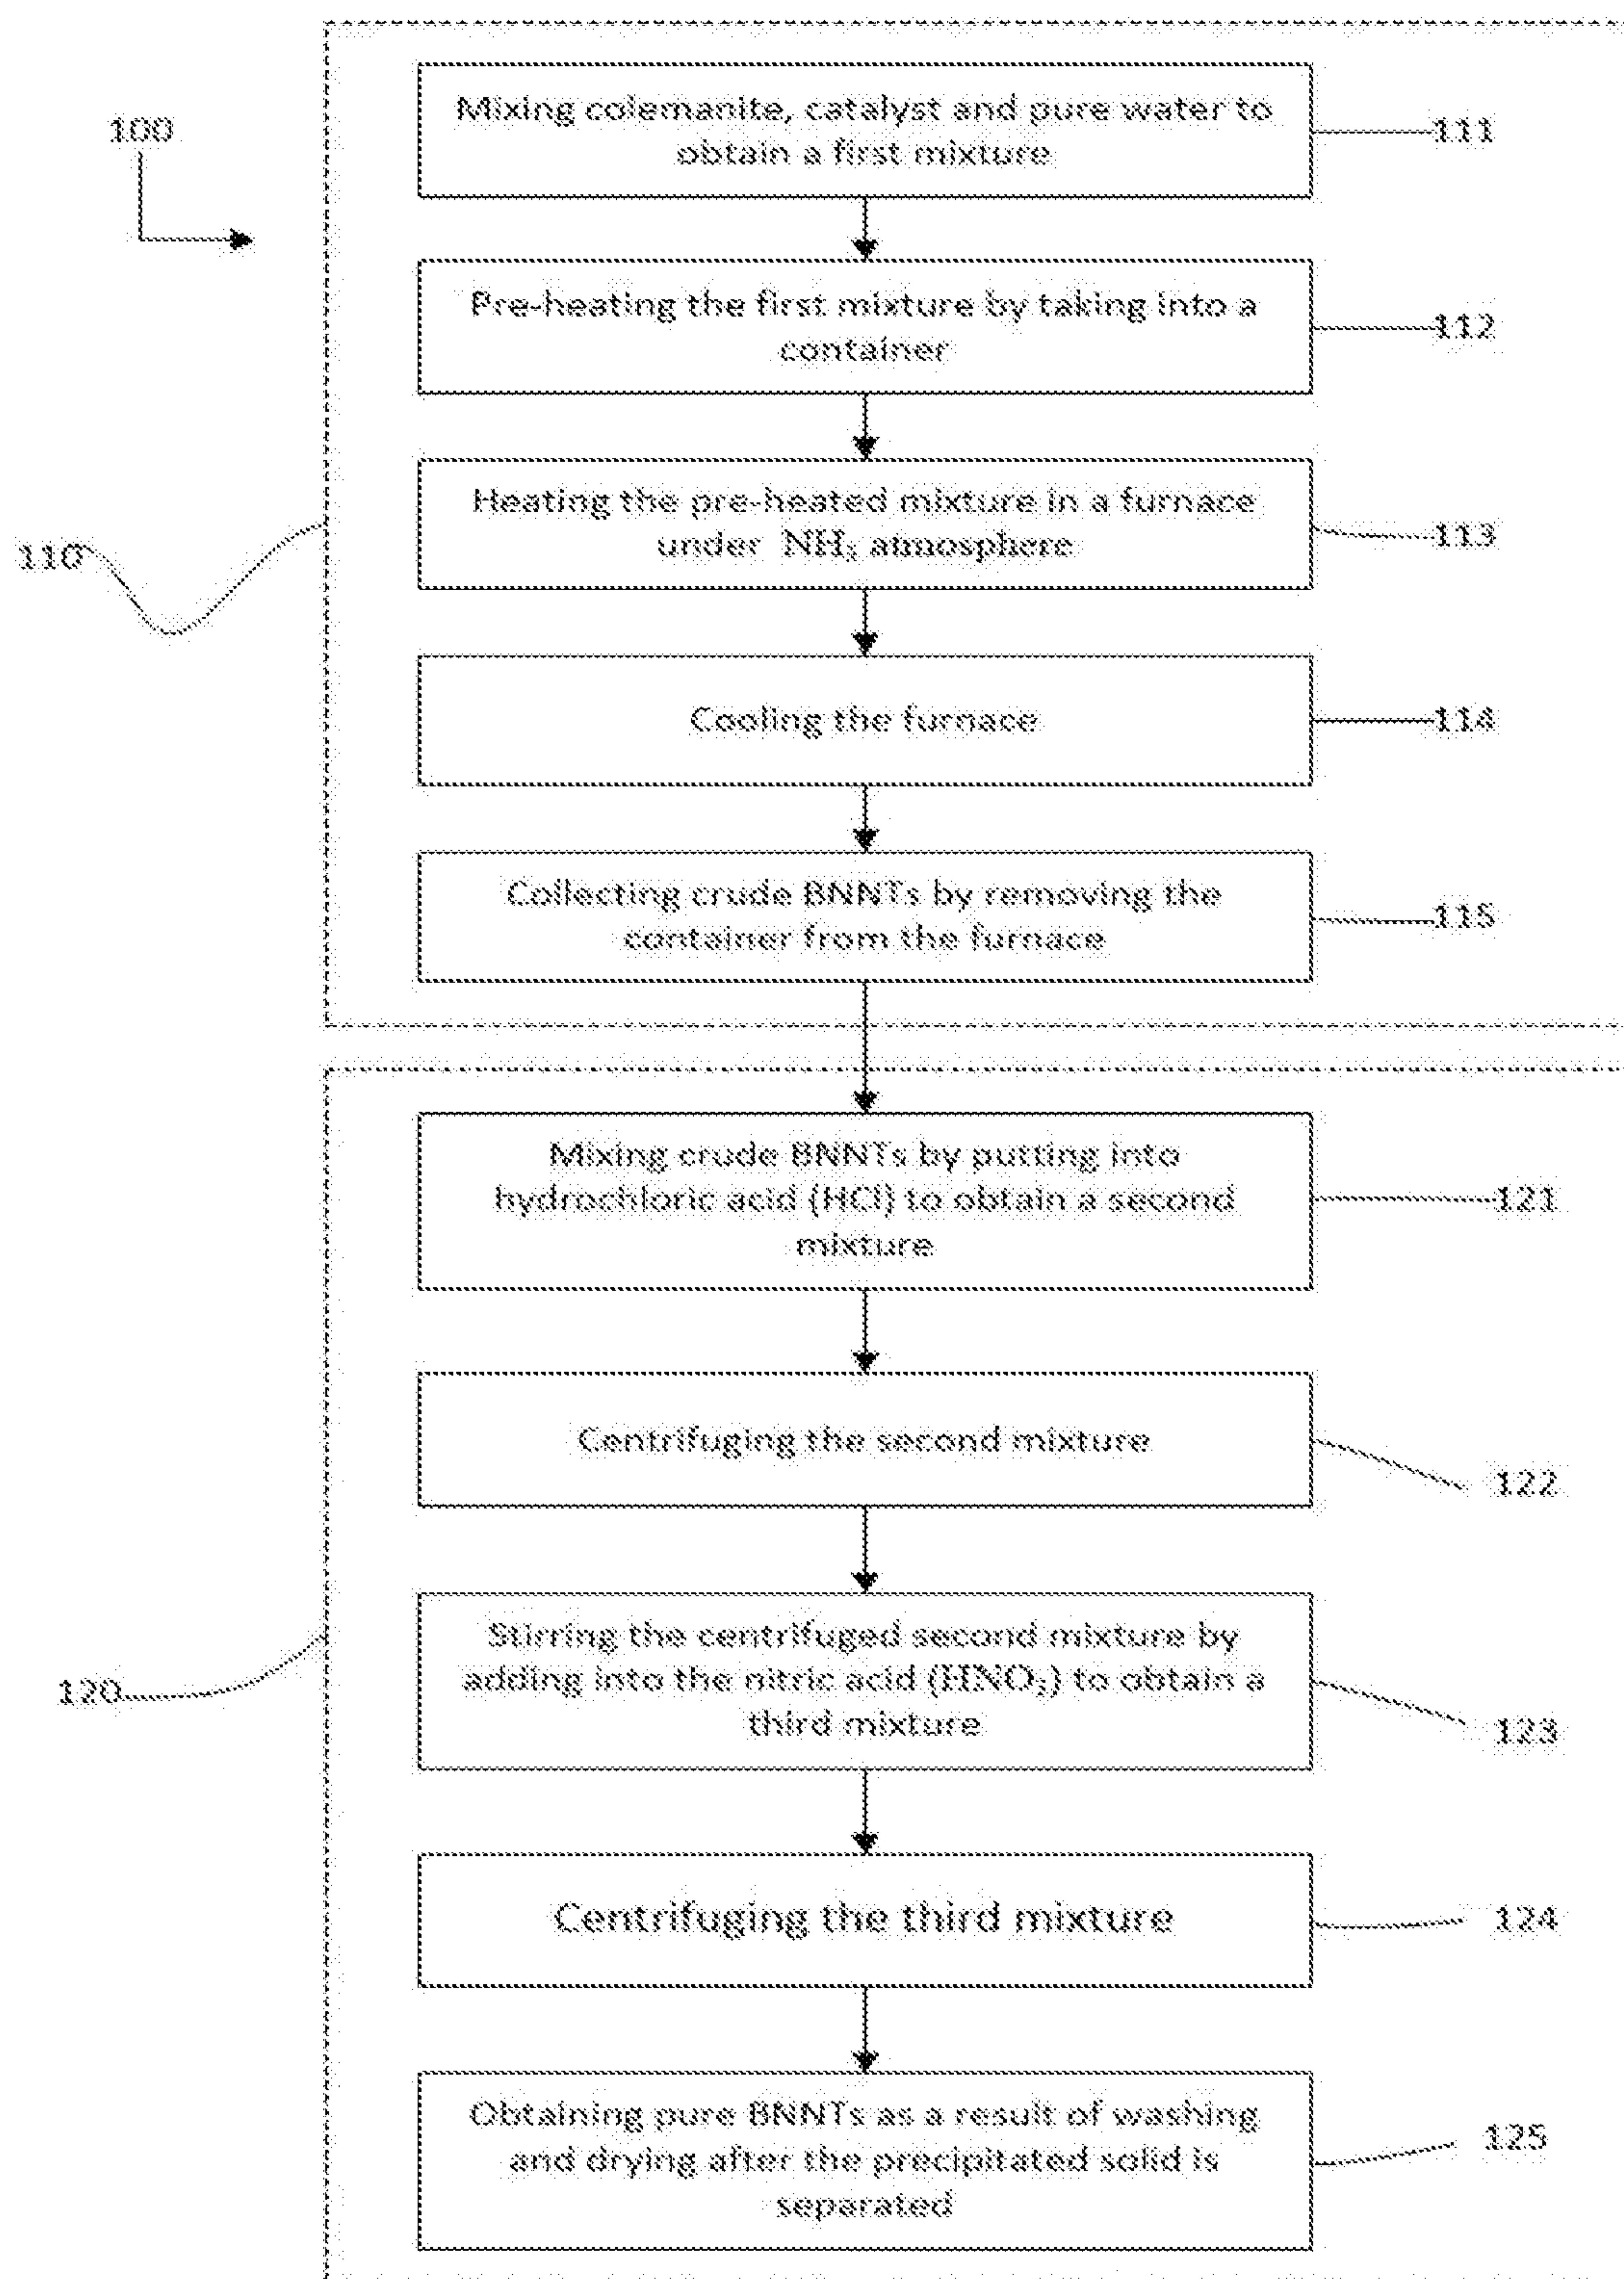 100
Mixing colemanite, catalyst and pure water to
obtain a first mixture
111
Pre-heating the first mixture by taking into a
container
112
Heating the pre-heated mixture in a furnace
under NH₃ atmosphere
113
110
Cooling the furnace
114
Collecting crude BNNTs by removing the
container from the furnace
115
Mixing crude BNNTs by putting into
hydrochloric acid (HCl) to obtain a second
mixture
121
Centrifuging the second mixture
122
Stirring the centrifuged second mixture by
adding into the nitric acid (HNO₃) to obtain a
third mixture
123
120
Centrifuging the third mixture
124
Obtaining pure BNNTs as a result of washing
and drying after the precipitated solid is
separated
125